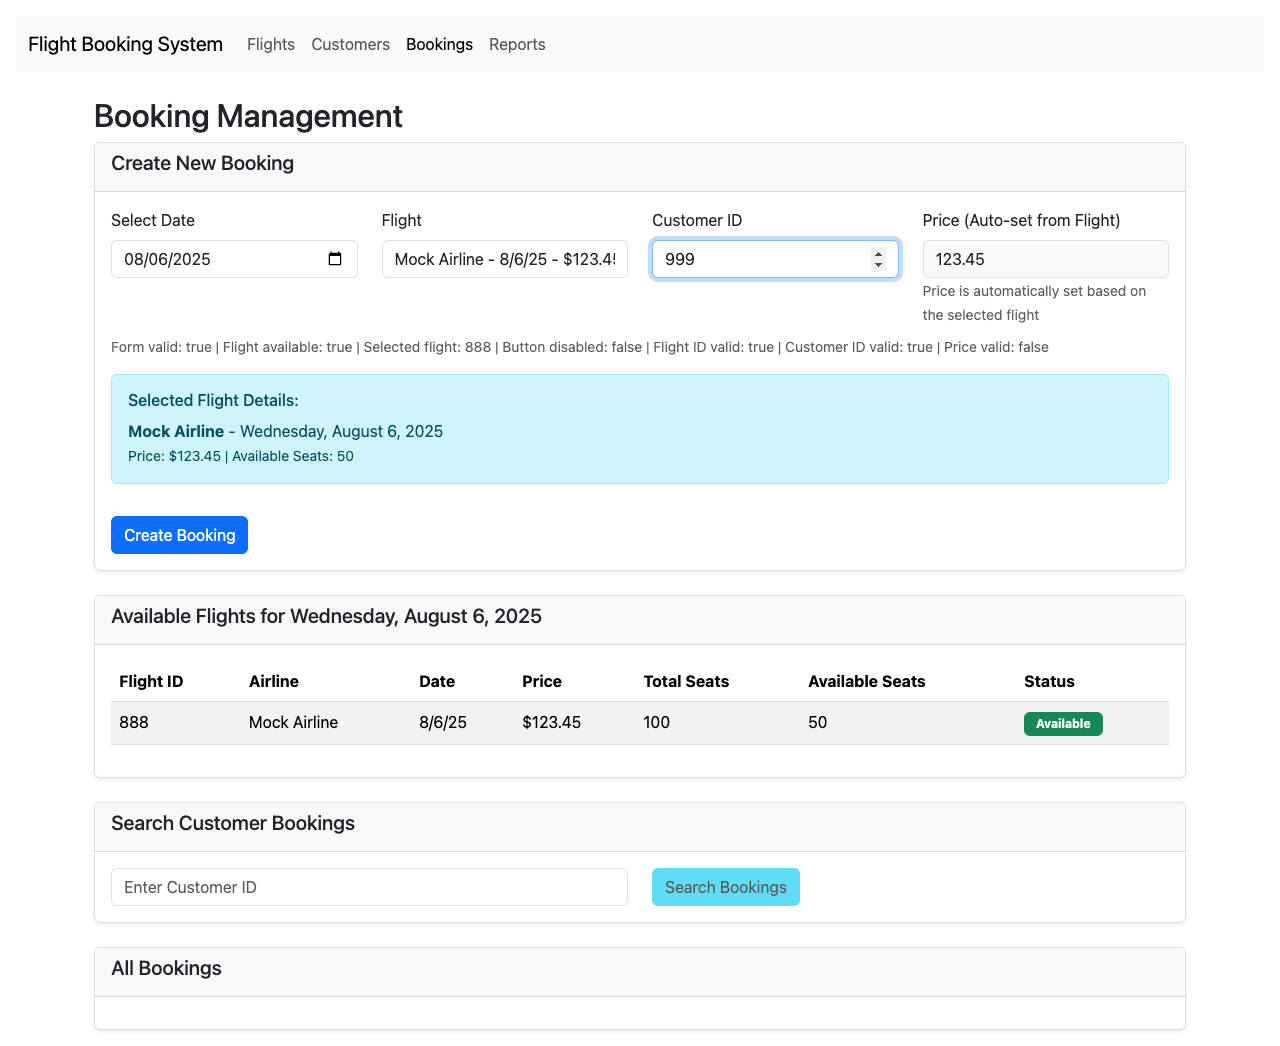 Flight Booking System Flights Customers Bookings Reports
Booking Management
Create New Booking
Select Date Flight Customer ID Price (Auto-set from Flight)
08/06/2025 Mock Airline - 8/6/25 - $123.45 999 123.45
Price is automatically set based on
the selected flight
Form valid: true | Flight available: true | Selected flight: 888 | Button disabled: false | Flight ID valid: true | Customer ID valid: true | Price valid: false
Selected Flight Details:
Mock Airline - Wednesday, August 6, 2025
Price: $123.45 | Available Seats: 50
Create Booking
Available Flights for Wednesday, August 6, 2025
Flight ID Airline Date Price Total Seats Available Seats Status
888 Mock Airline 8/6/25 $123.45 100 50 Available
Search Customer Bookings
Enter Customer ID Search Bookings
All Bookings